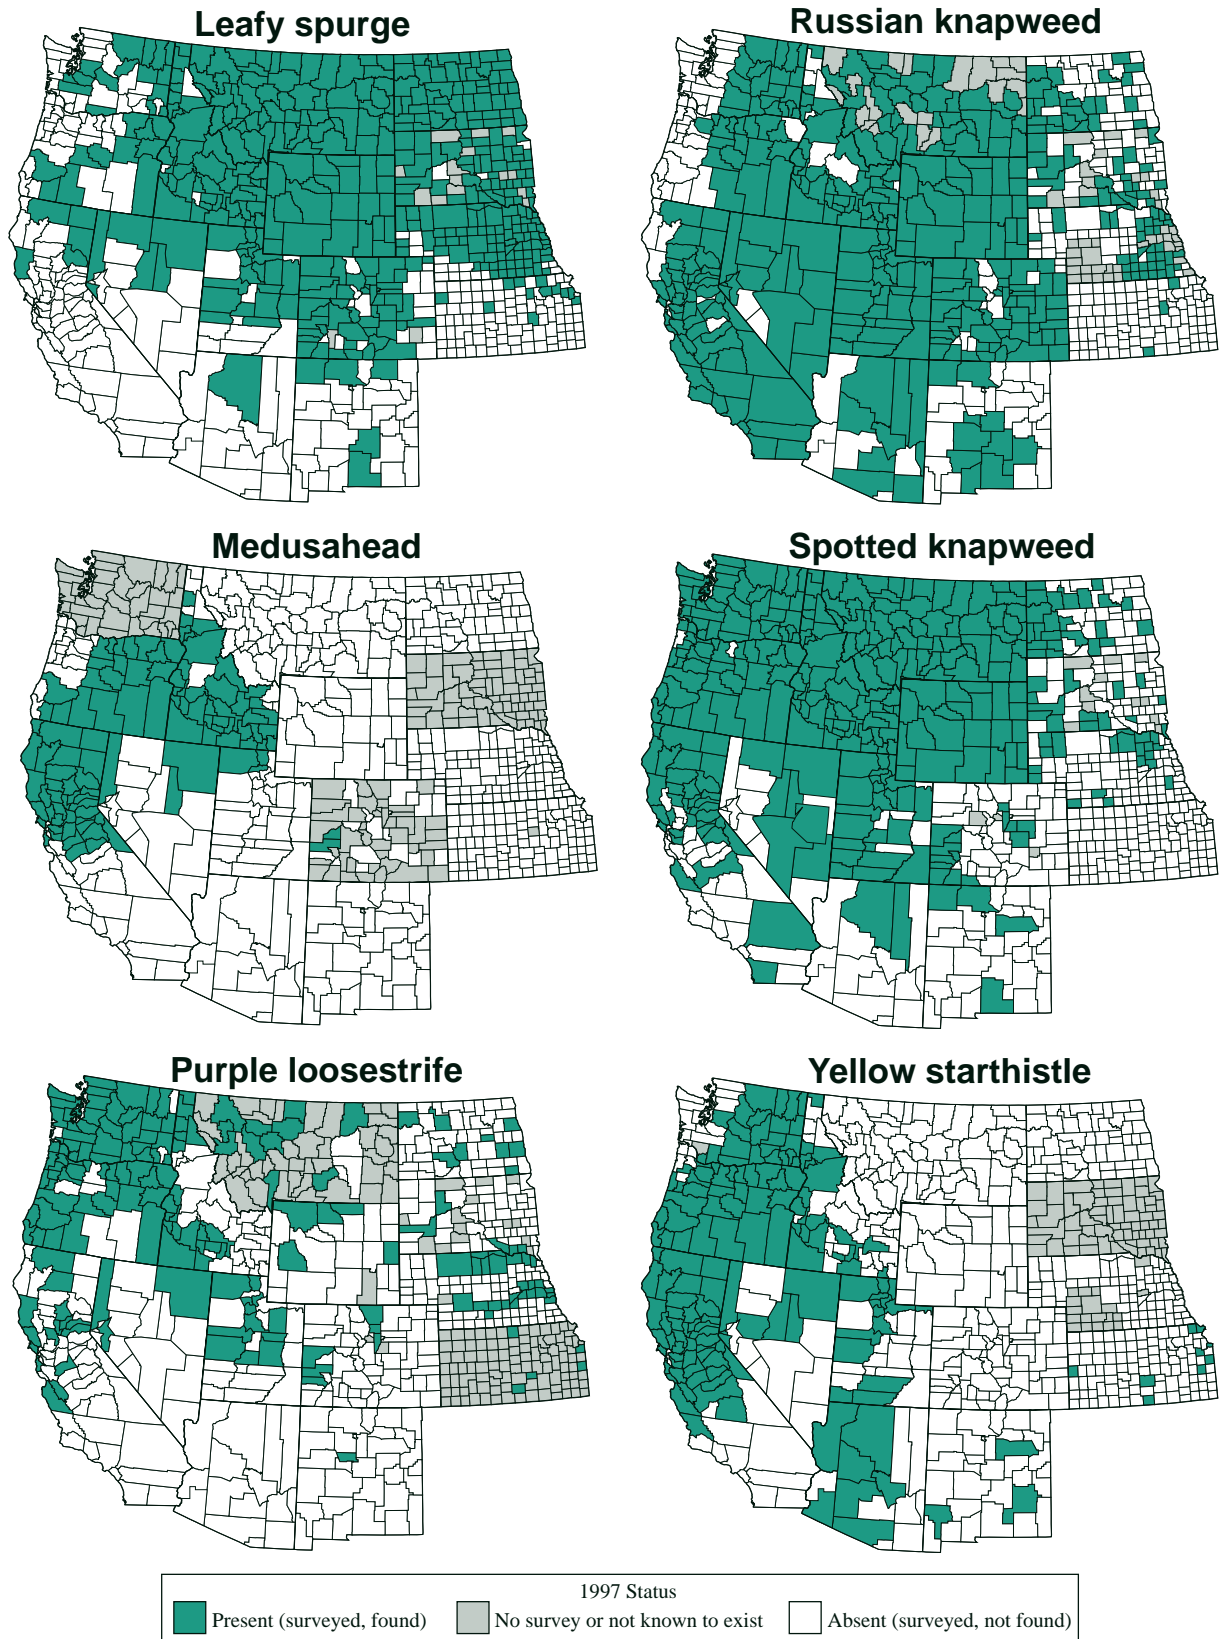 Leafy spurge
Russian knapweed
Medusahead
Spotted knapweed
Purple loosestrife
Yellow starthistle
1997 Status
Present (surveyed, found)
No survey or not known to exist
Absent (surveyed, not found)